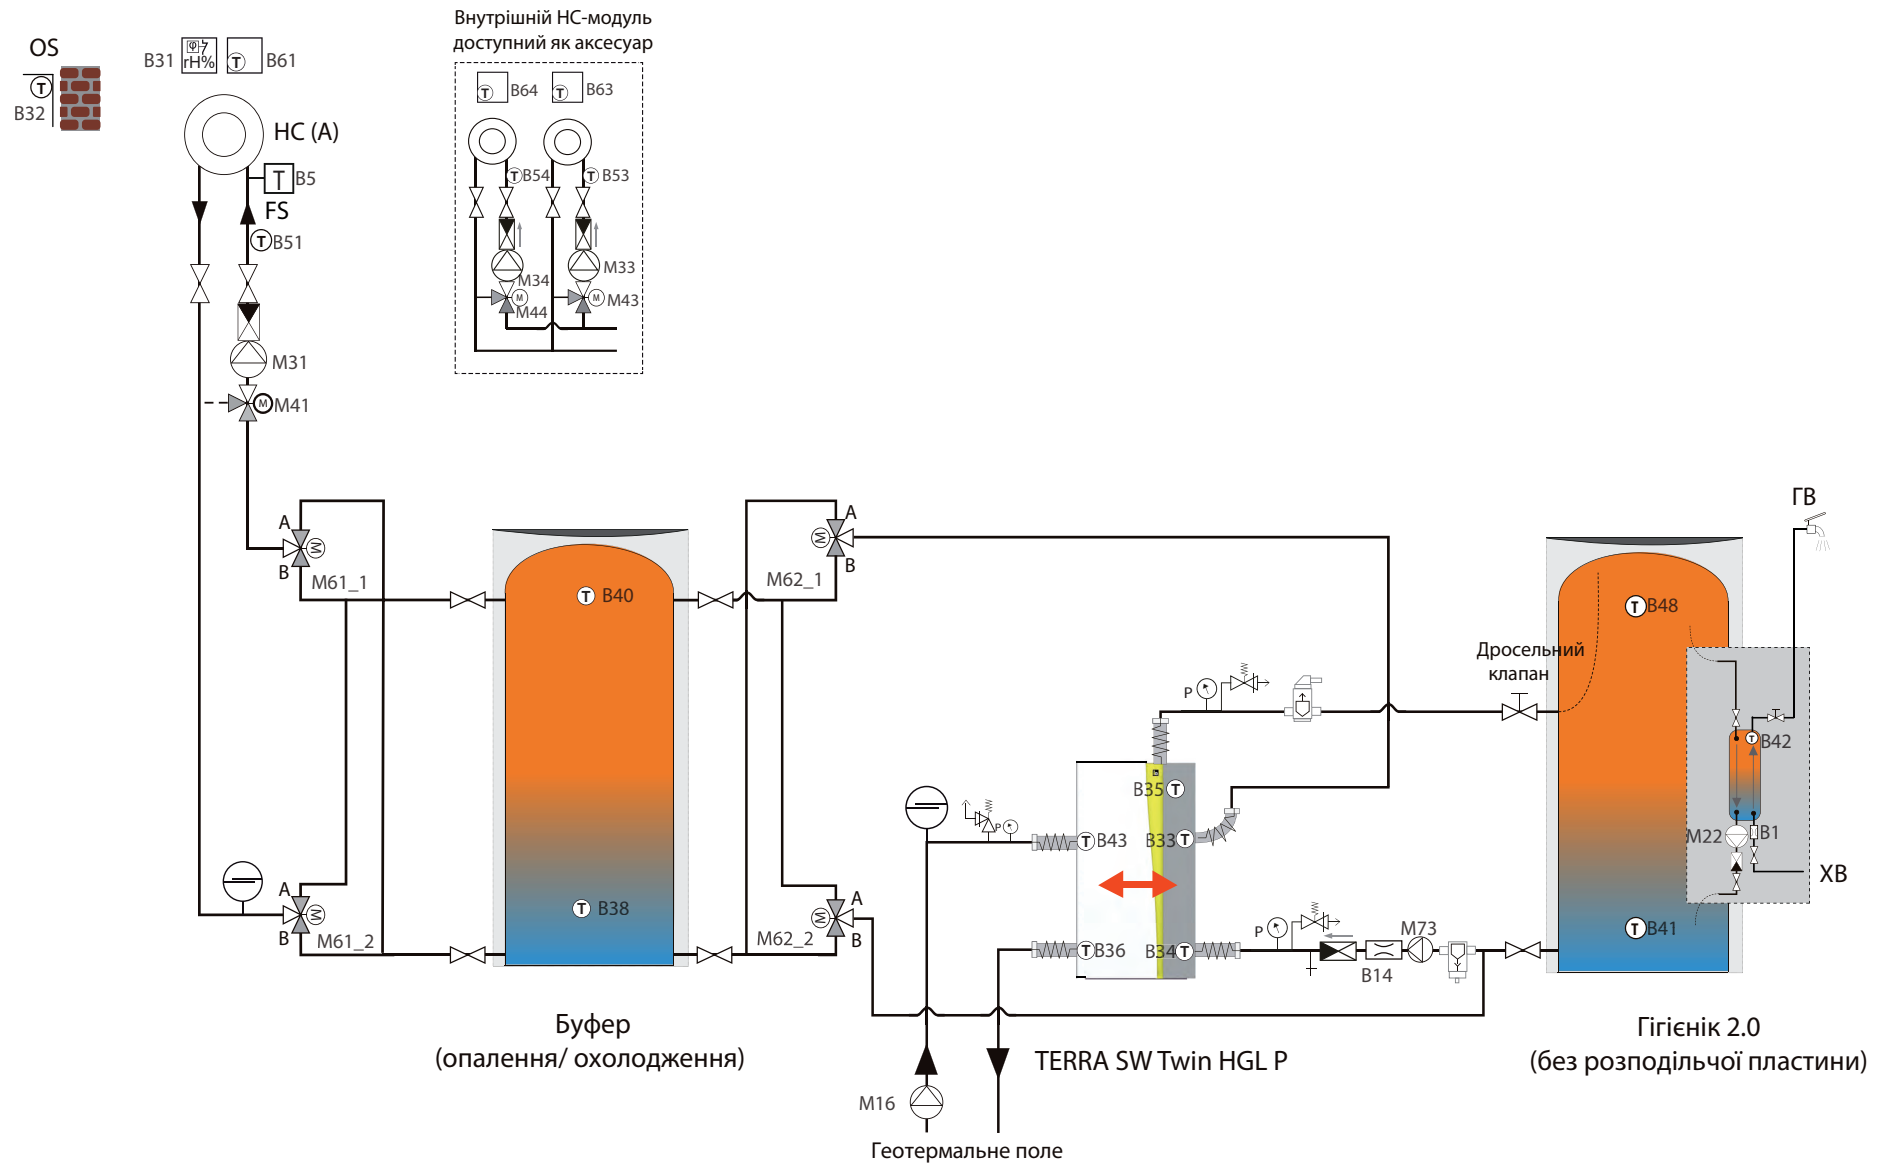 Внутрішній НС-модуль
доступний як аксесуар
OS
B32
T
B31
φ
rH%
T
B61
HC (A)
T
B5
FS
T
B51
M31
M
M41
T
B64
T
B63
T
B54
T
B53
M34
M33
M
M44
M
M43
A
M
B
M61_1
A
M
B
M61_2
T
B40
T
B38
A
M
B
M62_1
A
M
B
M62_2
Буфер
(опалення/ охолодження)
P
P
T
B43
B35
T
B33
T
T
B36
B34
T
P
B14
M73
M16
Геотермальне поле
TERRA SW Twin HGL P
Дросельний
клапан
T
B48
T
B41
ГВ
T
B42
M22
B1
ХВ
Гігієнік 2.0
(без розподільчої пластини)